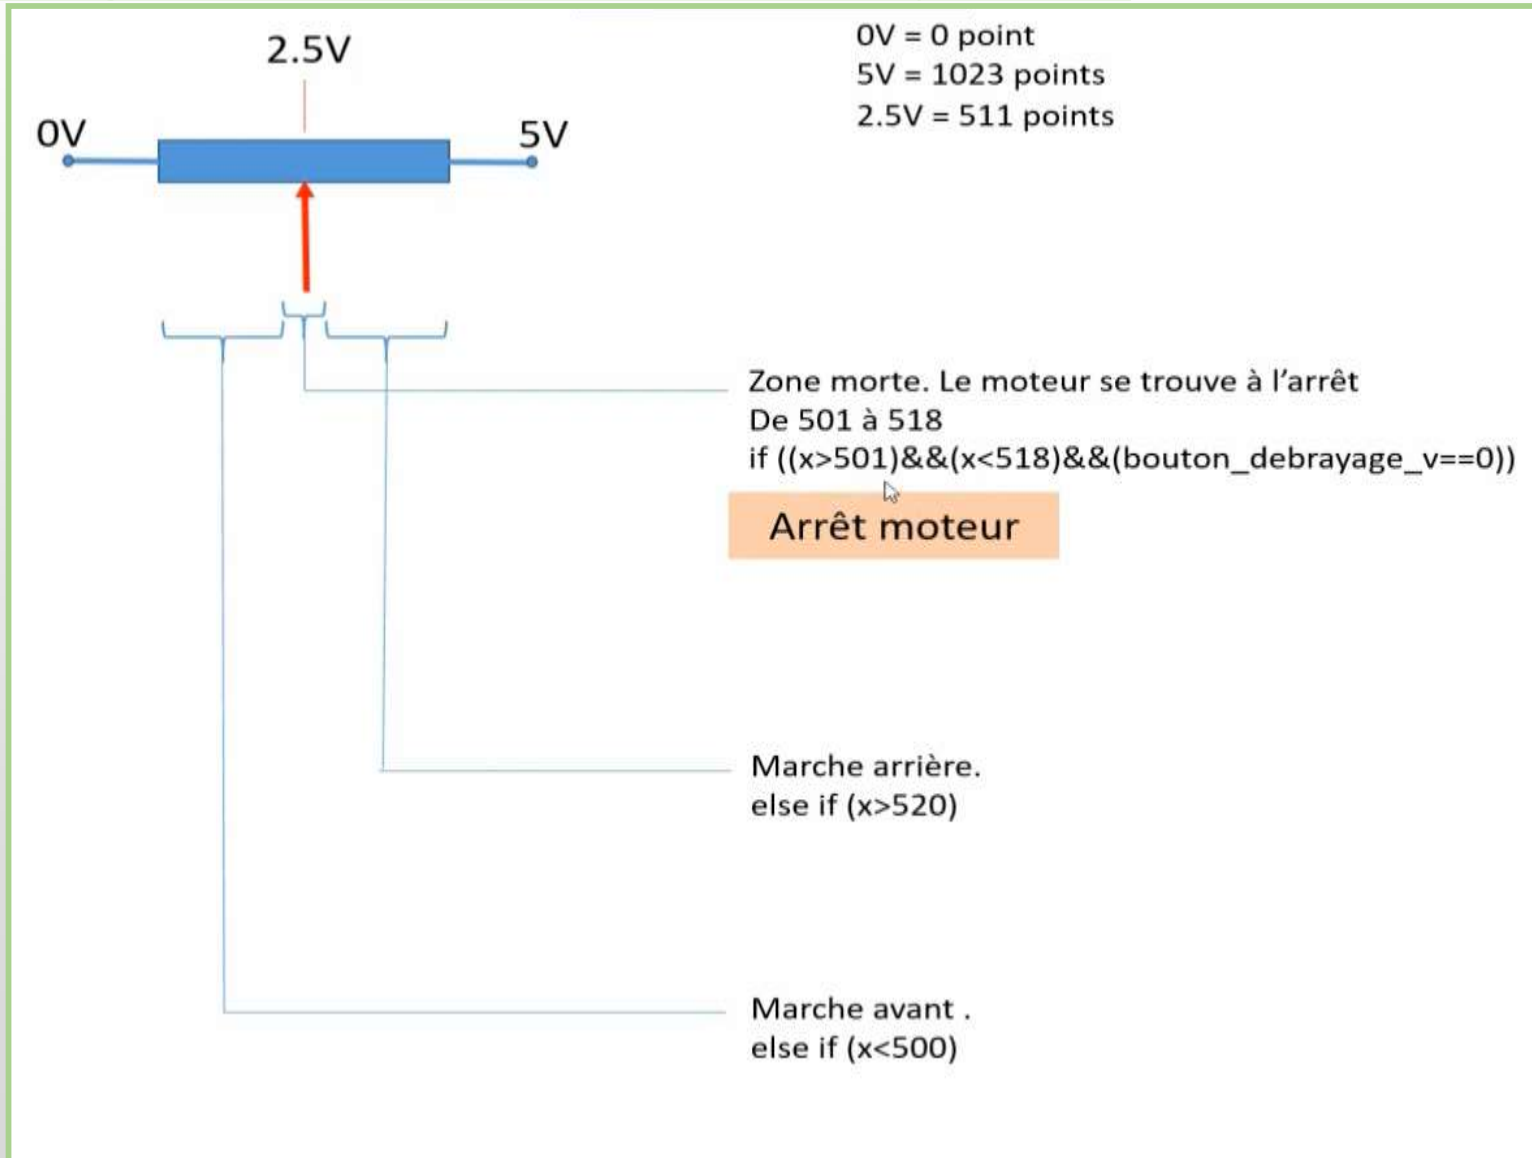 2.5V
0V
5V
0V = 0 point
5V = 1023 points
2.5V = 511 points
Zone morte. Le moteur se trouve à l'arrêt
De 501 à 518
if ((x>501)&&(x<518)&&(bouton_debrayage_v==0))
Arrêt moteur
Marche arrière.
else if (x>520)
Marche avant .
else if (x<500)